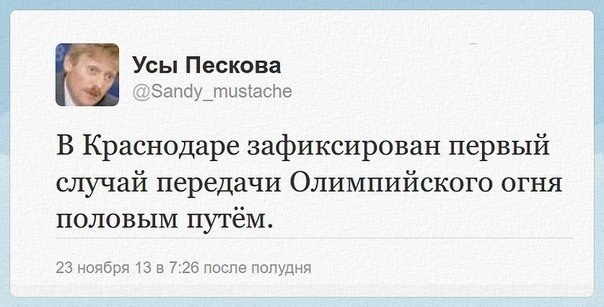 Усы Пескова
@Sandy_mustache
В Краснодаре зафиксирован первый
случай передачи Олимпийского огня
половым путём.
23 ноября 13 в 7:26 после полудня